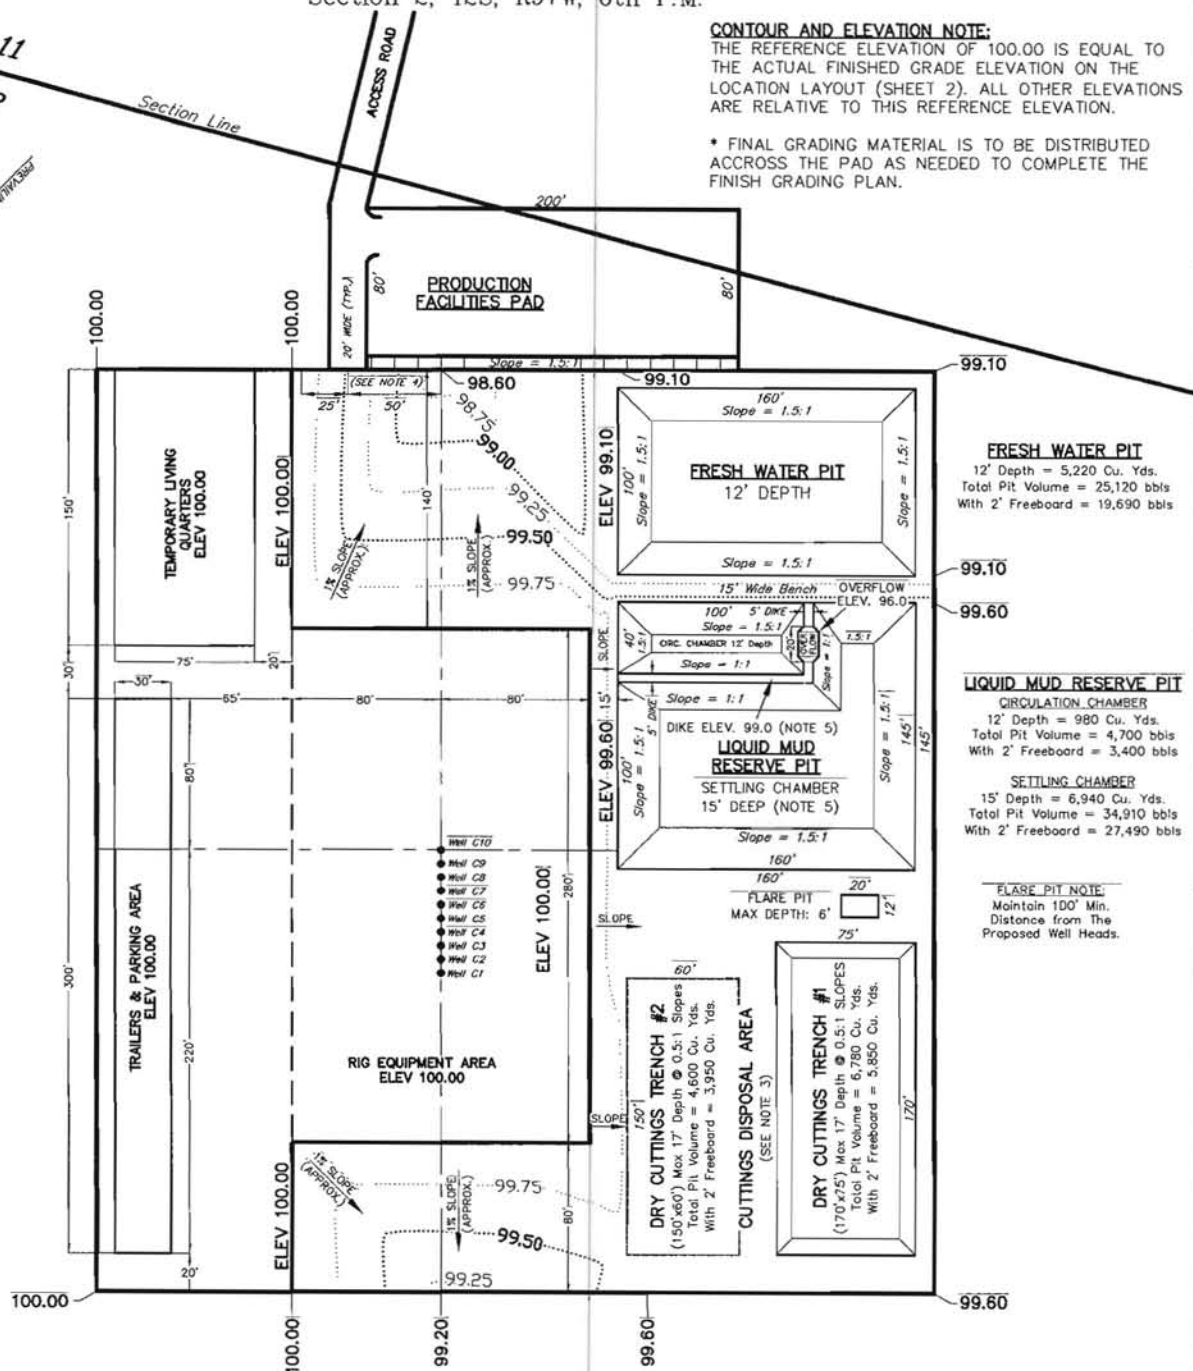 11
Section Line
ACCESS ROAD
CONTOUR AND ELEVATION NOTE:
THE REFERENCE ELEVATION OF 100.00 IS EQUAL TO
THE ACTUAL FINISHED GRADE ELEVATION ON THE
LOCATION LAYOUT (SHEET 2). ALL OTHER ELEVATIONS
ARE RELATIVE TO THIS REFERENCE ELEVATION.
* FINAL GRADING MATERIAL IS TO BE DISTRIBUTED
ACCROSS THE PAD AS NEEDED TO COMPLETE THE
FINISH GRADING PLAN.
200'
PRODUCTION
FACILITIES PAD
80'
80'
20' WIDE (TYP.)
Slope = 1.5:1
100.00
100.00
98.60
99.10
99.10
(SEE NOTE 4)
25'
50'
98.75
99.00
99.25
99.50
99.75
140'
1% SLOPE
(APPROX.)
1% SLOPE
(APPROX.)
150'
TEMPORARY LIVING
QUARTERS
ELEV 100.00
ELEV 100.00
75'
20'
30'
ELEV 99.10
160'
Slope = 1.5:1
100'
Slope = 1.5:1
FRESH WATER PIT
12' DEPTH
Slope = 1.5:1
Slope = 1.5:1
FRESH WATER PIT
12' Depth = 5,220 Cu. Yds.
Total Pit Volume = 25,120 bbls
With 2' Freeboard = 19,690 bbls
99.10
99.60
15' Wide Bench
OVERFLOW
ELEV. 96.0
100'
5' DIKE
Slope = 1.5:1
40'
1.5:1
CIRC. CHAMBER 12' Depth
20'
OVER
FLOW
1.5:1
Slope = 1:1
Slope = 1:1
Slope = 1:1
SLOPE
30'
65'
80'
80'
15'
5' DIKE
DIKE ELEV. 99.0 (NOTE 5)
LIQUID MUD
RESERVE PIT
SETTLING CHAMBER
15' DEEP (NOTE 5)
ELEV 99.60
100'
Slope = 1.5:1
Slope = 1.5:1
145'
145'
Slope = 1.5:1
160'
160'
LIQUID MUD RESERVE PIT
CIRCULATION CHAMBER
12' Depth = 980 Cu. Yds.
Total Pit Volume = 4,700 bbls
With 2' Freeboard = 3,400 bbls
SETTLING CHAMBER
15' Depth = 6,940 Cu. Yds.
Total Pit Volume = 34,910 bbls
With 2' Freeboard = 27,490 bbls
FLARE PIT NOTE:
Maintain 100' Min.
Distance from The
Proposed Well Heads.
FLARE PIT
MAX DEPTH: 6'
20'
12'
80'
Well C10
Well C9
Well C8
Well C7
Well C6
Well C5
Well C4
Well C3
Well C2
Well C1
ELEV 100.00
280'
SLOPE
300'
TRAILERS & PARKING AREA
ELEV 100.00
220'
RIG EQUIPMENT AREA
ELEV 100.00
SLOPE
60'
150'
DRY CUTTINGS TRENCH #2
(150'x60') Max 17' Depth @ 0.5:1 Slopes
Total Pit Volume = 4,600 Cu. Yds.
With 2' Freeboard = 3,950 Cu. Yds.
CUTTINGS DISPOSAL AREA
(SEE NOTE 3)
75'
DRY CUTTINGS TRENCH #1
(170'x75') Max 17' Depth @ 0.5:1 SLOPES
Total Pit Volume = 6,780 Cu. Yds.
With 2' Freeboard = 5,850 Cu. Yds.
170'
1% SLOPE
(APPROX.)
1% SLOPE
(APPROX.)
99.75
99.50
99.25
80'
ELEV 100.00
20'
100.00
99.60
100.00
99.20
99.60